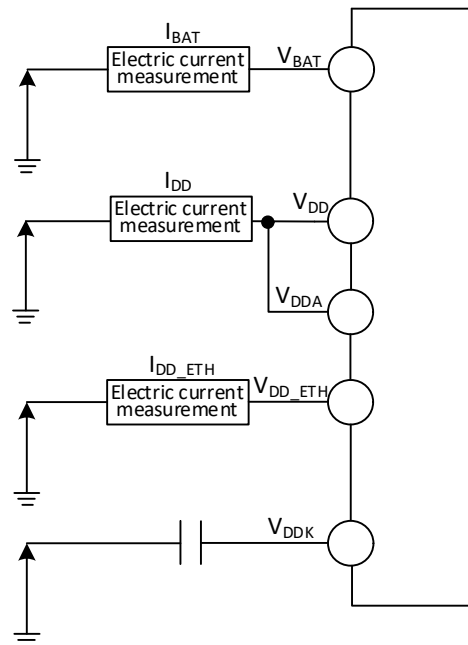 I_BAT
Electric current
measurement
V_BAT
I_DD
Electric current
measurement
V_DD
V_DDA
I_DD_ETH
Electric current
measurement
V_DD_ETH
V_DDK